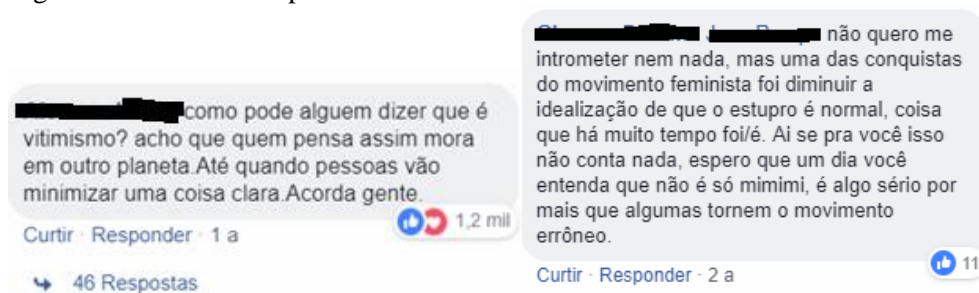 como pode alguem dizer que é
vitimismo? acho que quem pensa assim mora
em outro planeta.Até quando pessoas vão
minimizar uma coisa clara.Acorda gente.
1,2 mil
Curtir · Responder · 1 a
46 Respostas
não quero me
intrometer nem nada, mas uma das conquistas
do movimento feminista foi diminuir a
idealização de que o estupro é normal, coisa
que há muito tempo foi/é. Ai se pra você isso
não conta nada, espero que um dia você
entenda que não é só mimimi, é algo sério por
mais que algumas tornem o movimento
errôneo.
11
Curtir · Responder · 2 a